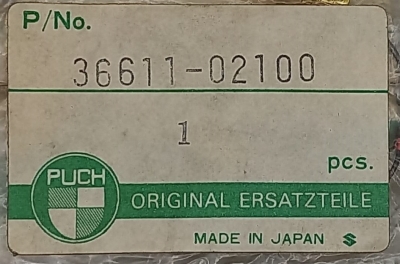 P/No.
36611-02100
1
pcs.
PUCH
ORIGINAL ERSATZTEILE
MADE IN JAPAN